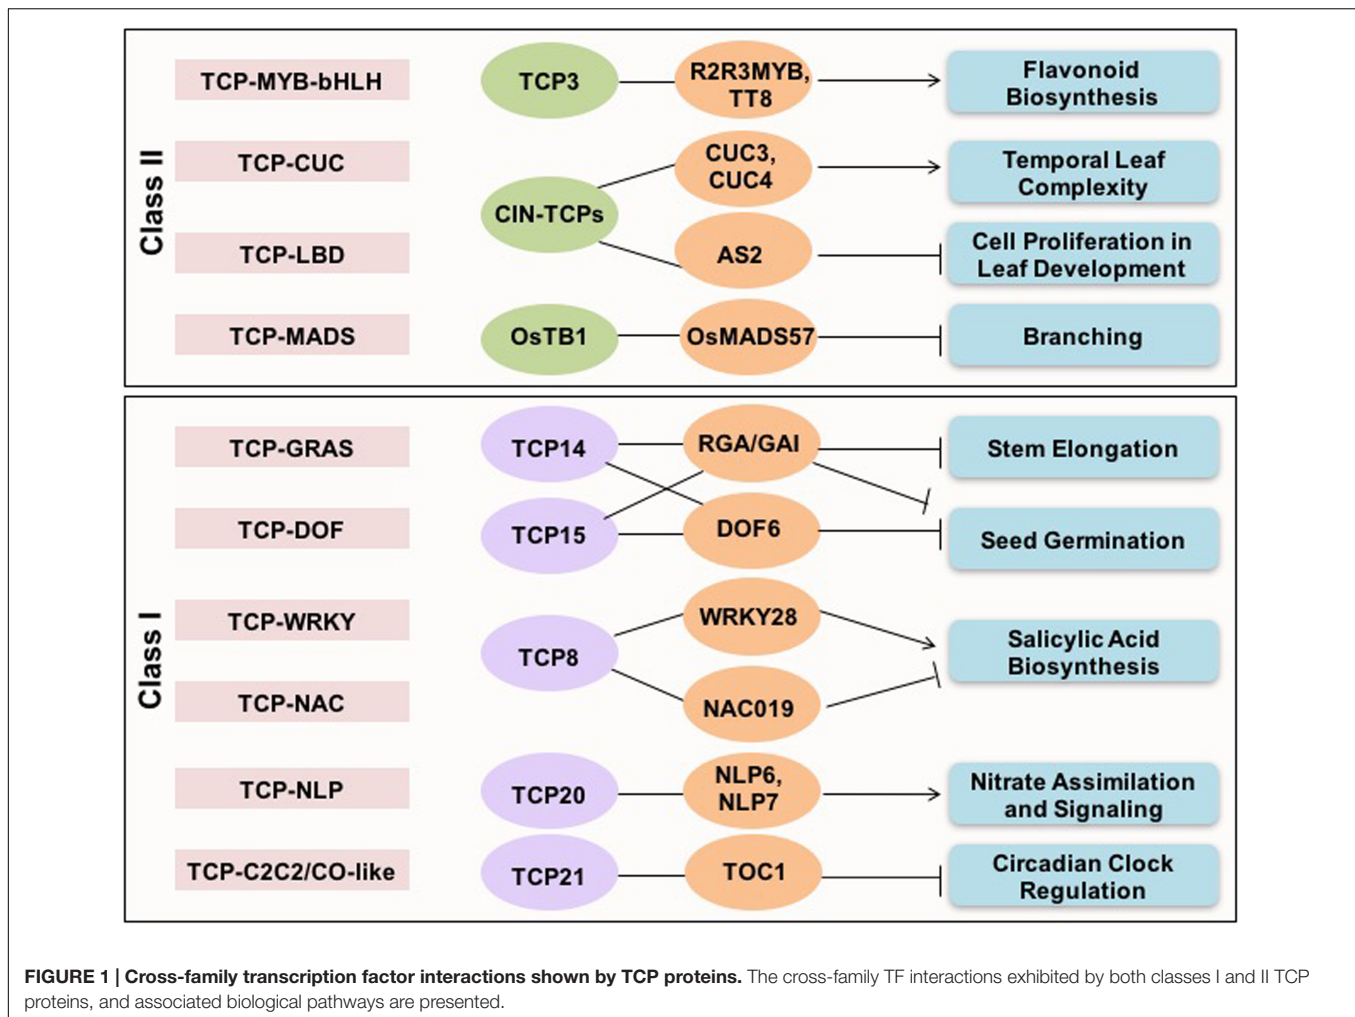 Class II
TCP-MYB-bHLH
TCP3
R2R3MYB,
TT8
Flavonoid
Biosynthesis
TCP-CUC
CIN-TCPs
CUC3,
CUC4
Temporal Leaf
Complexity
TCP-LBD
AS2
Cell Proliferation in
Leaf Development
TCP-MADS
OsTB1
OsMADS57
Branching
Class I
TCP-GRAS
TCP14
RGA/GAI
Stem Elongation
TCP-DOF
TCP15
DOF6
Seed Germination
TCP-WRKY
TCP8
WRKY28
Salicylic Acid
Biosynthesis
TCP-NAC
NAC019
TCP-NLP
TCP20
NLP6,
NLP7
Nitrate Assimilation
and Signaling
TCP-C2C2/CO-like
TCP21
TOC1
Circadian Clock
Regulation
FIGURE 1 | Cross-family transcription factor interactions shown by TCP proteins. The cross-family TF interactions exhibited by both classes I and II TCP
proteins, and associated biological pathways are presented.